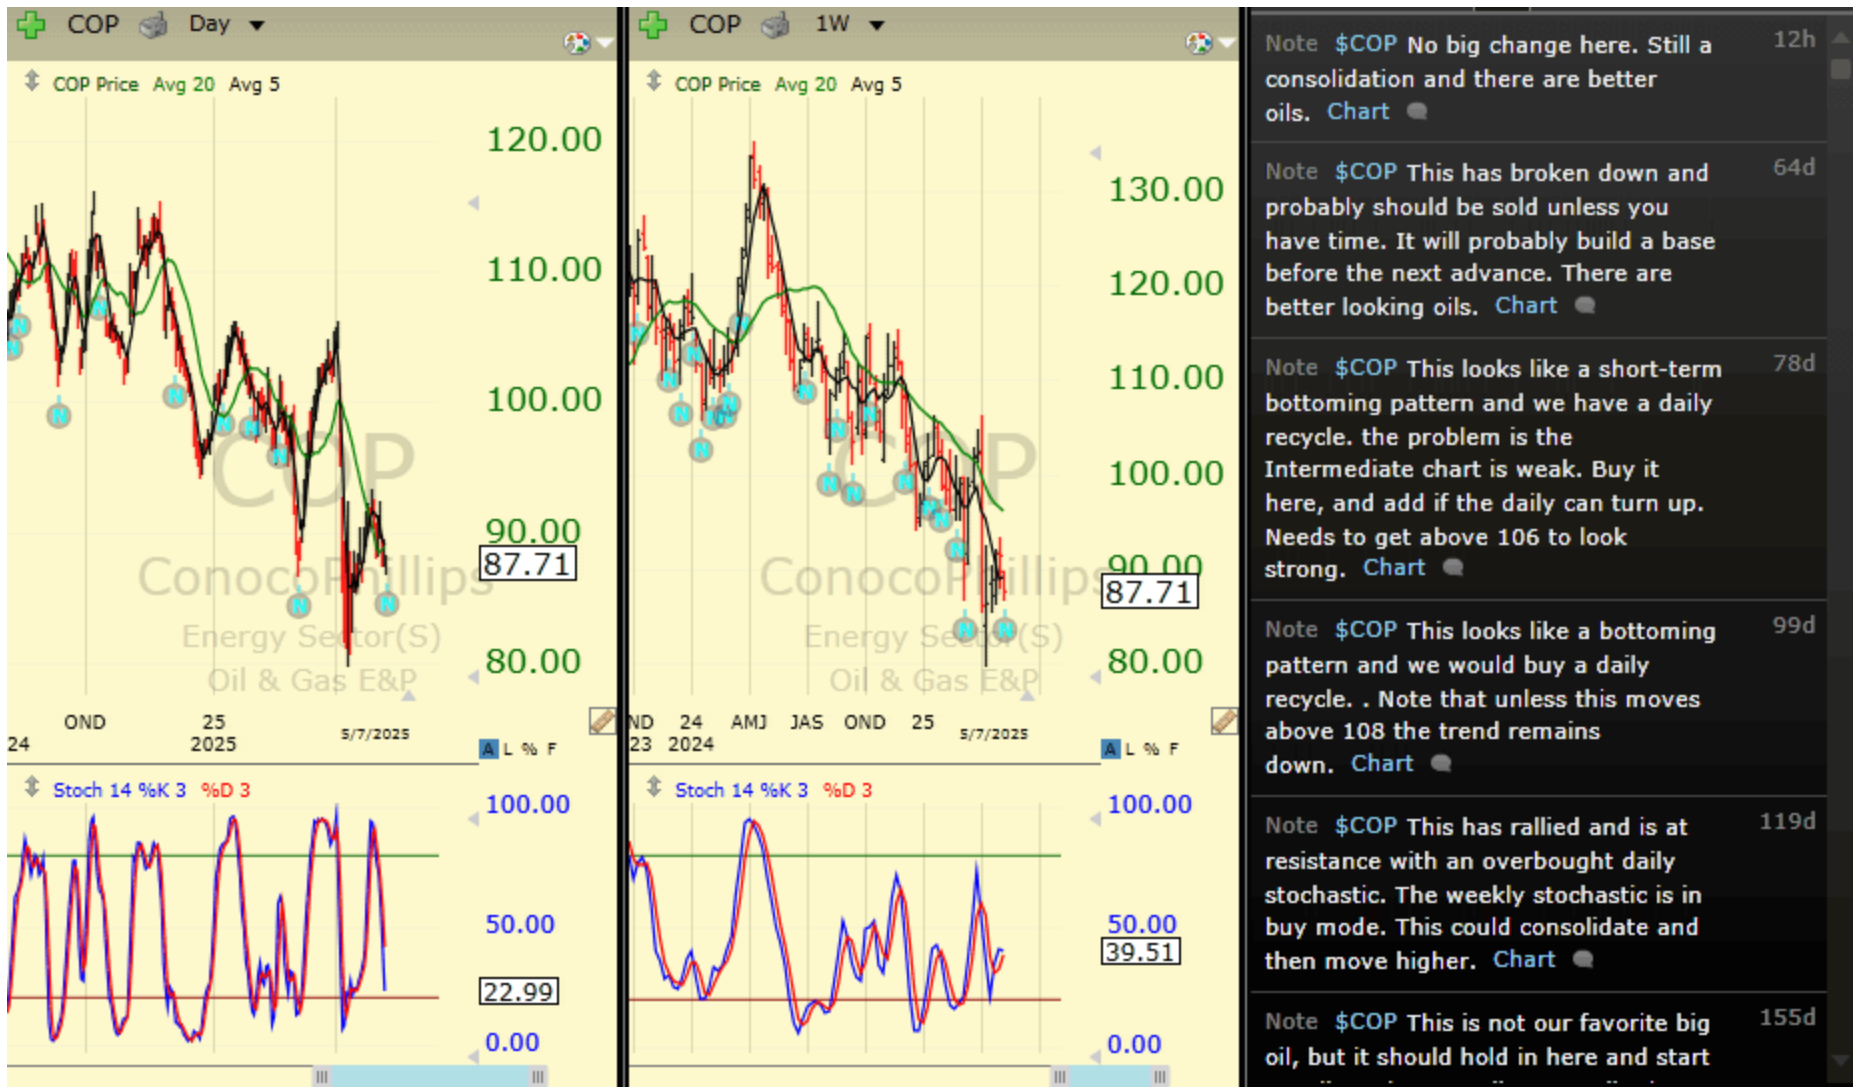 COP Day
COP Price Avg 20 Avg 5
120.00
110.00
100.00
90.00
87.71
80.00
COP
ConocoPhillips
Energy Sector(S)
Oil & Gas E&P
OND 25 5/7/2025
24 2025
A L % F
Stoch 14 %K 3 %D 3
100.00
50.00
22.99
0.00
COP 1W
COP Price Avg 20 Avg 5
130.00
120.00
110.00
100.00
90.00
87.71
80.00
COP
ConocoPhillips
Energy Sector(S)
Oil & Gas E&P
ND 24 AMJ JAS OND 25 5/7/2025
23 2024
A L % F
Stoch 14 %K 3 %D 3
100.00
50.00
39.51
0.00
Note $COP No big change here. Still a 12h
consolidation and there are better
oils. Chart
Note $COP This has broken down and 64d
probably should be sold unless you
have time. It will probably build a base
before the next advance. There are
better looking oils. Chart
Note $COP This looks like a short-term 78d
bottoming pattern and we have a daily
recycle. the problem is the
Intermediate chart is weak. Buy it
here, and add if the daily can turn up.
Needs to get above 106 to look
strong. Chart
Note $COP This looks like a bottoming 99d
pattern and we would buy a daily
recycle. . Note that unless this moves
above 108 the trend remains
down. Chart
Note $COP This has rallied and is at 119d
resistance with an overbought daily
stochastic. The weekly stochastic is in
buy mode. This could consolidate and
then move higher. Chart
Note $COP This is not our favorite big 155d
oil, but it should hold in here and start